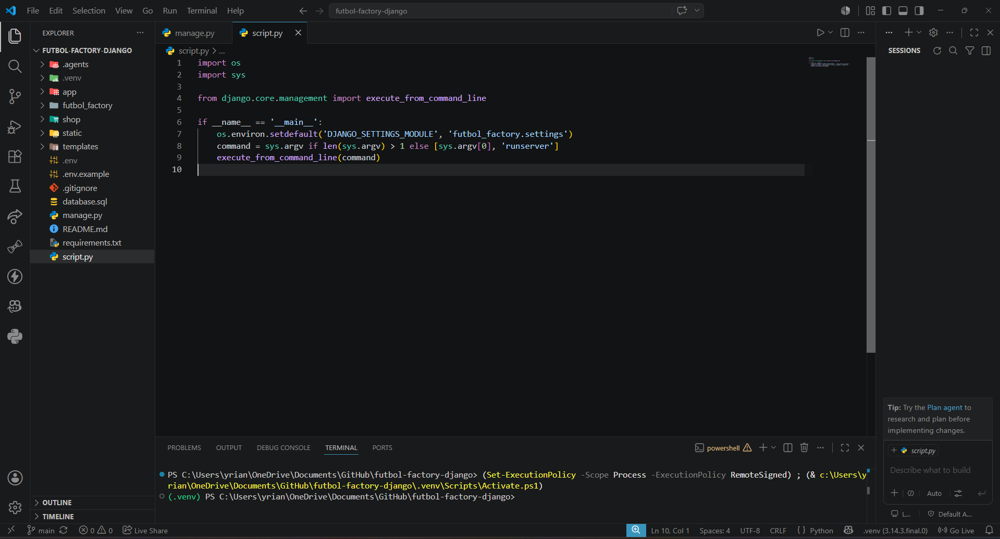 File Edit Selection View Go Run Terminal Help
futbol-factory-django
EXPLORER
FUTBOL-FACTORY-DJANGO
.agents
.venv
app
futbol_factory
shop
static
templates
.env
.env.example
.gitignore
database.sql
manage.py
README.md
requirements.txt
script.py
OUTLINE
TIMELINE
manage.py script.py
script.py > ...
1 import os
2 import sys
3
4 from django.core.management import execute_from_command_line
5
6 if __name__ == '__main__':
7 os.environ.setdefault('DJANGO_SETTINGS_MODULE', 'futbol_factory.settings')
8 command = sys.argv if len(sys.argv) > 1 else [sys.argv[0], 'runserver']
9 execute_from_command_line(command)
10
PROBLEMS OUTPUT DEBUG CONSOLE TERMINAL PORTS
powershell
PS C:\Users\yrian\OneDrive\Documents\GitHub\futbol-factory-django> (Set-ExecutionPolicy -Scope Process -ExecutionPolicy RemoteSigned) ; (& c:\Users\y
rian\OneDrive\Documents\GitHub\futbol-factory-django\.venv\Scripts\Activate.ps1)
(.venv) PS C:\Users\yrian\OneDrive\Documents\GitHub\futbol-factory-django>
SESSIONS
Tip: Try the Plan agent to
research and plan before
implementing changes.
script.py
Describe what to build
Auto
L... Default A...
main 0 0 Live Share
Ln 10, Col 1 Spaces: 4 UTF-8 CRLF {} Python .venv (3.14.3.final.0) Go Live